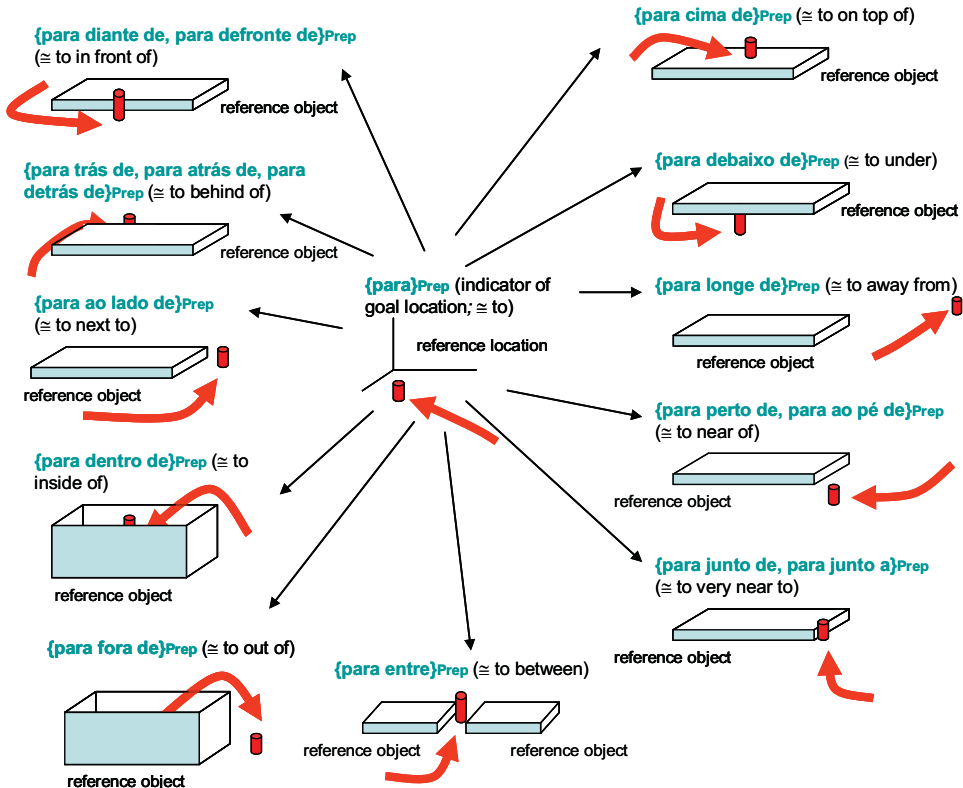 {para diante de, para defronte de}Prep
(≅ to in front of)
reference object
{para trás de, para atrás de, para
detrás de}Prep (≅ to behind of)
reference object
{para ao lado de}Prep
(≅ to next to)
reference object
{para dentro de}Prep (≅ to
inside of)
reference object
{para fora de}Prep (≅ to out of)
reference object
{para}Prep (indicator of
goal location; ≅ to)
reference location
{para entre}Prep (≅ to between)
reference object
reference object
{para cima de}Prep (≅ to on top of)
reference object
{para debaixo de}Prep (≅ to under)
reference object
{para longe de}Prep (≅ to away from)
reference object
{para perto de, para ao pé de}Prep
(≅ to near of)
reference object
{para junto de, para junto a}Prep
(≅ to very near to)
reference object